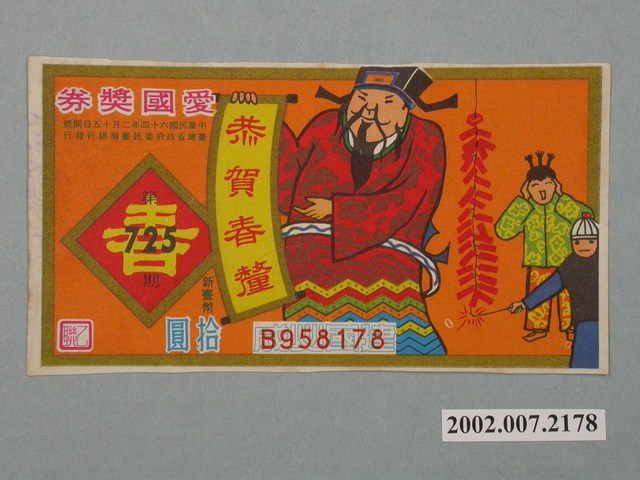 愛國獎券
中華民國六十四年二月十五日開獎
臺灣省政府委託臺灣銀行發行
恭賀春釐
第
春
725
期
新臺幣
拾圓
乙聯
B958178
2002.007.2178